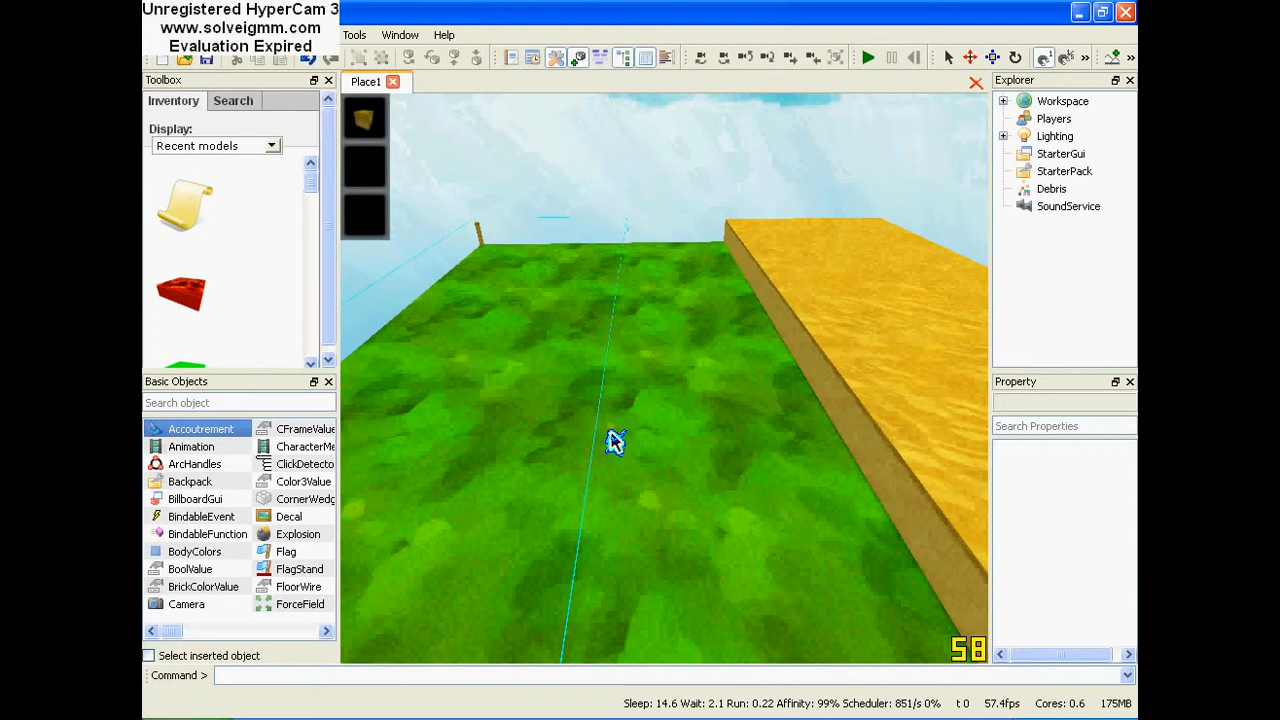 Unregistered HyperCam 3
www.solveigmm.com
Evaluation Expired
Tools Window Help
Toolbox
Place1
Explorer
Inventory Search
Display:
Recent models
Workspace
Players
Lighting
StarterGui
StarterPack
Debris
SoundService
Basic Objects
Search object
Accoutrement CFrameValue
Animation CharacterMe
ArcHandles ClickDetecto
Backpack Color3Value
BillboardGui CornerWedg
BindableEvent Decal
BindableFunction Explosion
BodyColors Flag
BoolValue FlagStand
BrickColorValue FloorWire
Camera ForceField
Select inserted object
Property
Search Properties
58
Command >
Sleep: 14.6 Wait: 2.1 Run: 0.22 Affinity: 99% Scheduler: 851/s 0% t 0 57.4fps Cores: 0.6 175MB